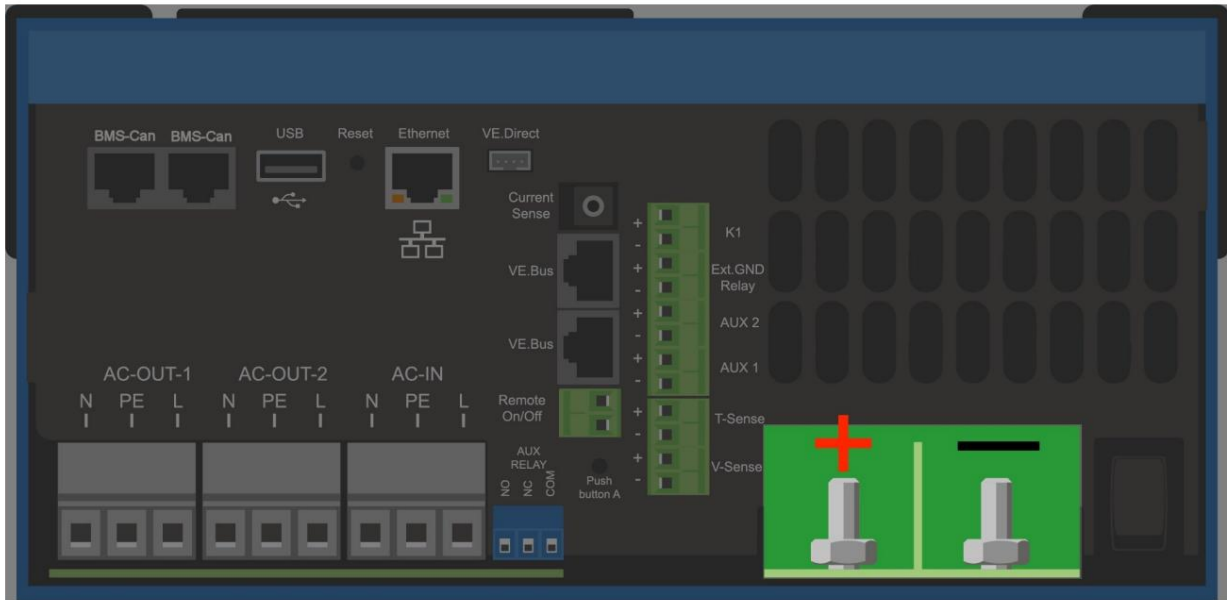 BMS-Can BMS-Can USB Reset Ethernet VE.Direct
Current
Sense
+ K1
-
VE.Bus + Ext.GND
- Relay
+ AUX 2
VE.Bus -
+ AUX 1
-
AC-OUT-1 AC-OUT-2 AC-IN
N PE L N PE L N PE L
Remote
On/Off
+ T-Sense
-
+ V-Sense
-
AUX
RELAY
NO NC COM
Push
button A
+ -